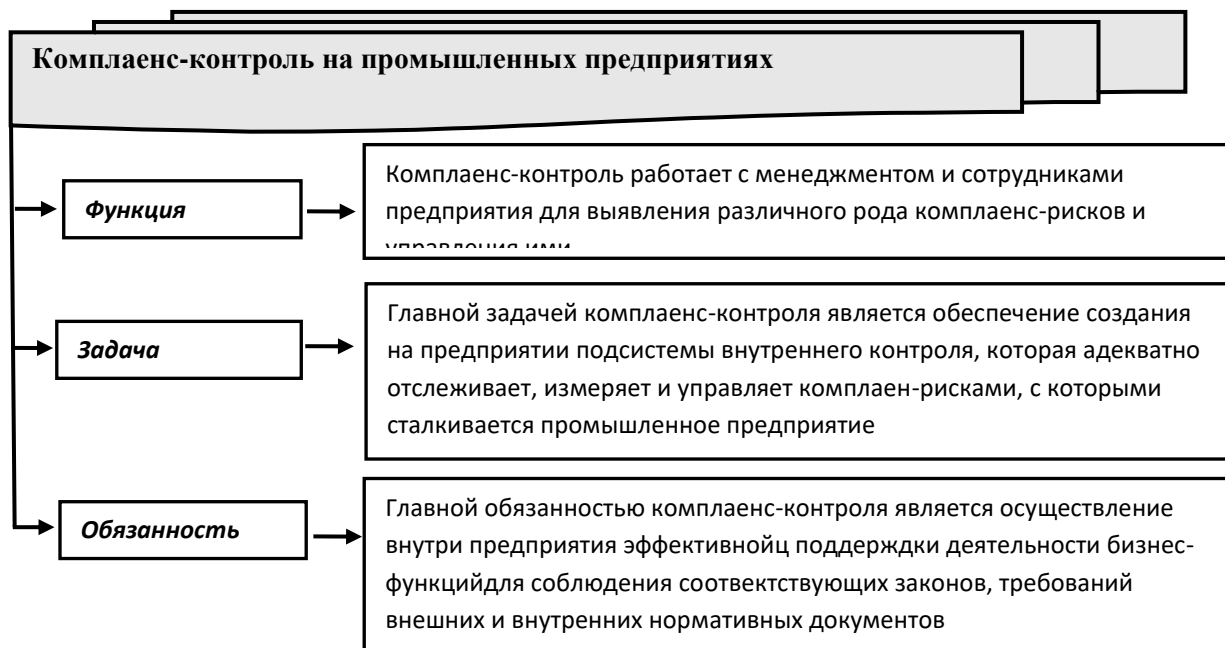 Комплаенс-контроль на промышленных предприятиях
Функция
Комплаенс-контроль работает с менеджментом и сотрудниками
предприятия для выявления различного рода комплаенс-рисков и
управления ими
Задача
Главной задачей комплаенс-контроля является обеспечение создания
на предприятии подсистемы внутреннего контроля, которая адекватно
отслеживает, измеряет и управляет комплаен-рисками, с которыми
сталкивается промышленное предприятие
Обязанность
Главной обязанностью комплаенс-контроля является осуществление
внутри предприятия эффективнойц поддерждки деятельности бизнес-
функцийдля соблюдения соотвектствующих законов, требований
внешних и внутренних нормативных документов